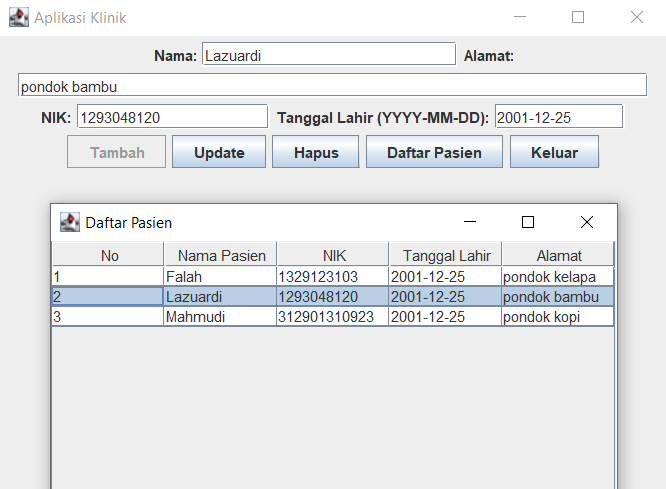 Aplikasi Klinik
Nama: Lazuardi Alamat:
pondok bambu
NIK: 1293048120 Tanggal Lahir (YYYY-MM-DD): 2001-12-25
Tambah Update Hapus Daftar Pasien Keluar
Daftar Pasien
No Nama Pasien NIK Tanggal Lahir Alamat
1 Falah 1329123103 2001-12-25 pondok kelapa
2 Lazuardi 1293048120 2001-12-25 pondok bambu
3 Mahmudi 312901310923 2001-12-25 pondok kopi